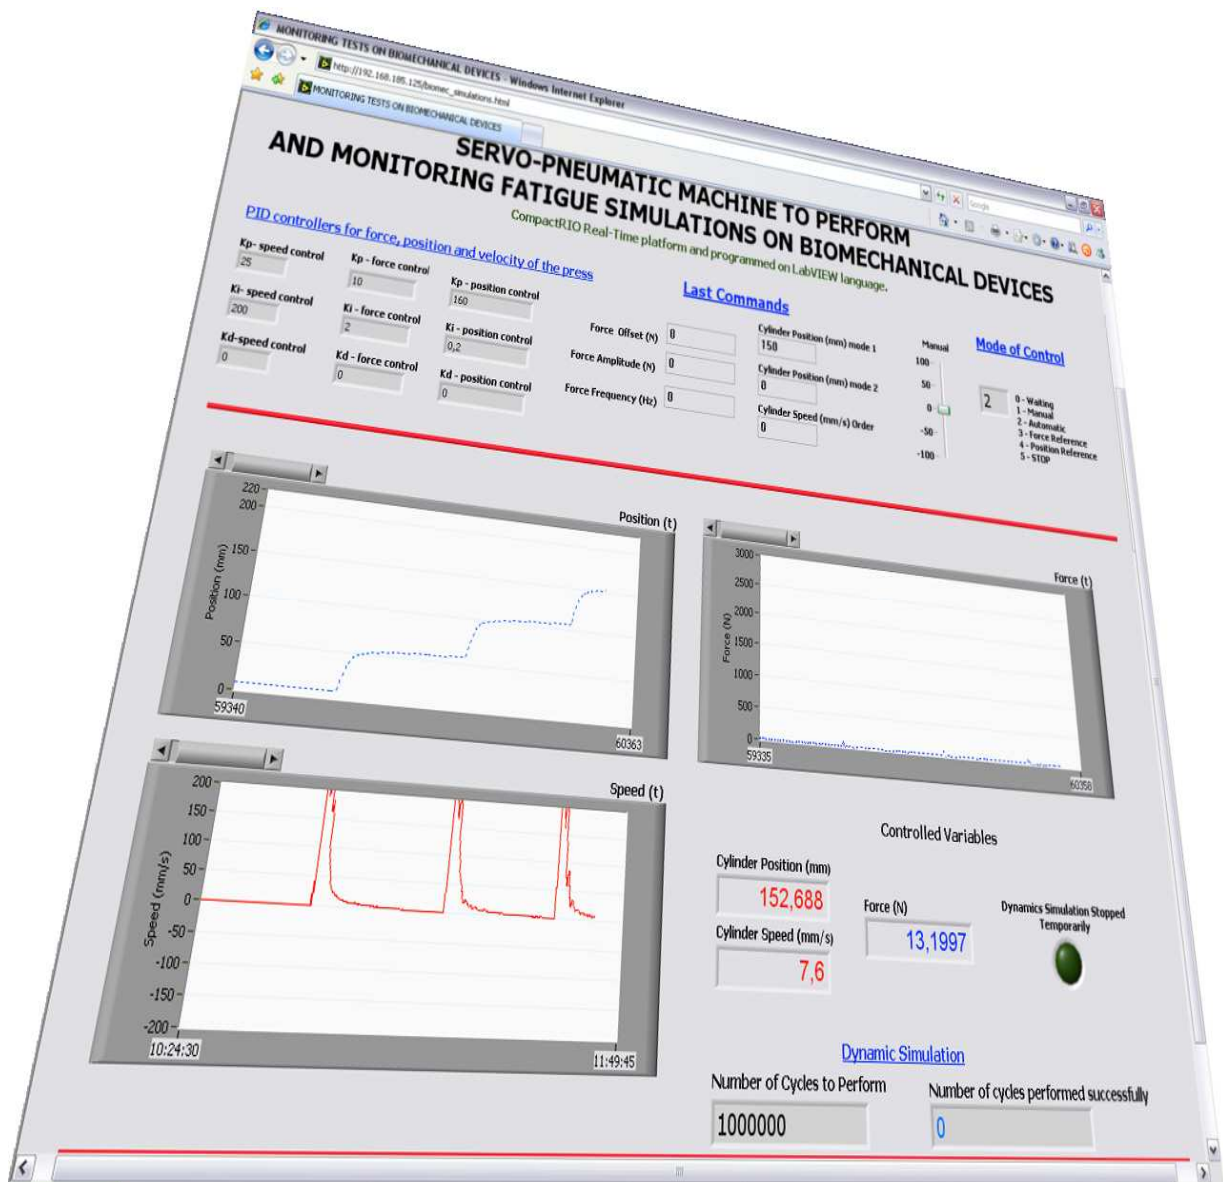 MONITORING TESTS ON BIOMECHANICAL DEVICES - Windows Internet Explorer
http://192.168.185.125/biomec_simulations.html
Google
MONITORING TESTS ON BIOMECHANICAL DEVICES
SERVO-PNEUMATIC MACHINE TO PERFORM
AND MONITORING FATIGUE SIMULATIONS ON BIOMECHANICAL DEVICES
CompactRIO Real-Time platform and programmed on LabVIEW language.
PID controllers for force, position and velocity of the press
Kp- speed control
25
Kp - force control
10
Kp - position control
160
Ki- speed control
200
Ki - force control
2
Ki - position control
0,2
Kd-speed control
0
Kd - force control
0
Kd - position control
0
Last Commands
Force Offset (N)
0
Force Amplitude (N)
0
Force Frequency (Hz)
0
Cylinder Position (mm) mode 1
150
Cylinder Position (mm) mode 2
0
Cylinder Speed (mm/s) Order
0
Manual
100
50
0
-50
-100
Mode of Control
2
0 - Waiting
1 - Manual
2 - Automatic
3 - Force Reference
4 - Position Reference
5 - STOP
Position (t)
Position (mm)
220
200
150
100
50
0
59340
60363
Force (t)
Force (N)
3000
2500
2000
1500
1000
500
0
59335
60358
Speed (t)
Speed (mm/s)
200
150
100
50
0
-50
-100
-150
-200
10:24:30
11:49:45
Controlled Variables
Cylinder Position (mm)
152,688
Cylinder Speed (mm/s)
7,6
Force (N)
13,1997
Dynamics Simulation Stopped
Temporarily
Dynamic Simulation
Number of Cycles to Perform
1000000
Number of cycles performed successfully
0